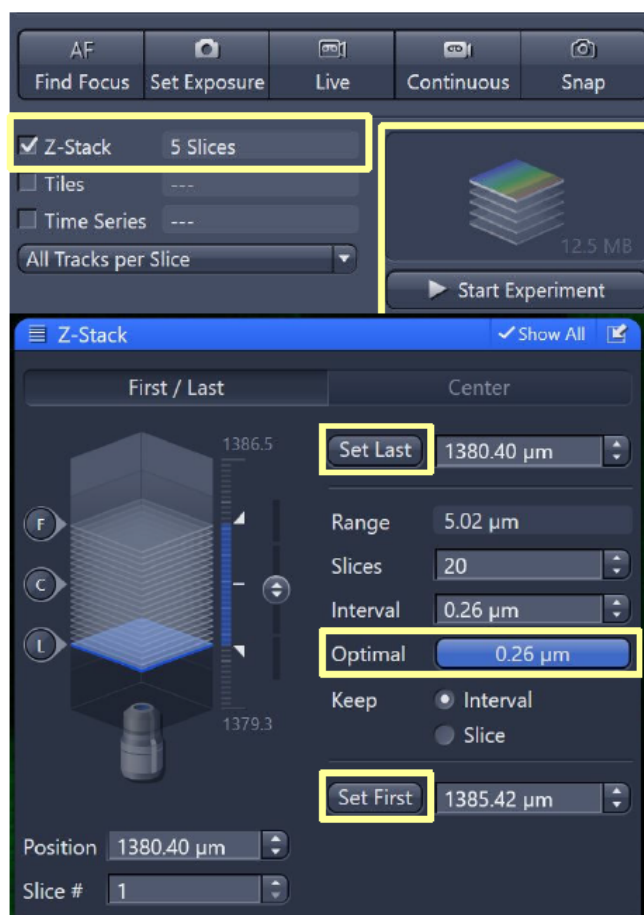 AF
Find Focus Set Exposure Live Continuous Snap
Z-Stack 5 Slices
Tiles ---
Time Series ---
All Tracks per Slice
12.5 MB
Start Experiment
Z-Stack Show All
First / Last Center
1386.5
Set Last 1380.40 µm
F
Range 5.02 µm
Slices 20
C
Interval 0.26 µm
L
Optimal 0.26 µm
Keep Interval
1379.3
Slice
Set First 1385.42 µm
Position 1380.40 µm
Slice # 1